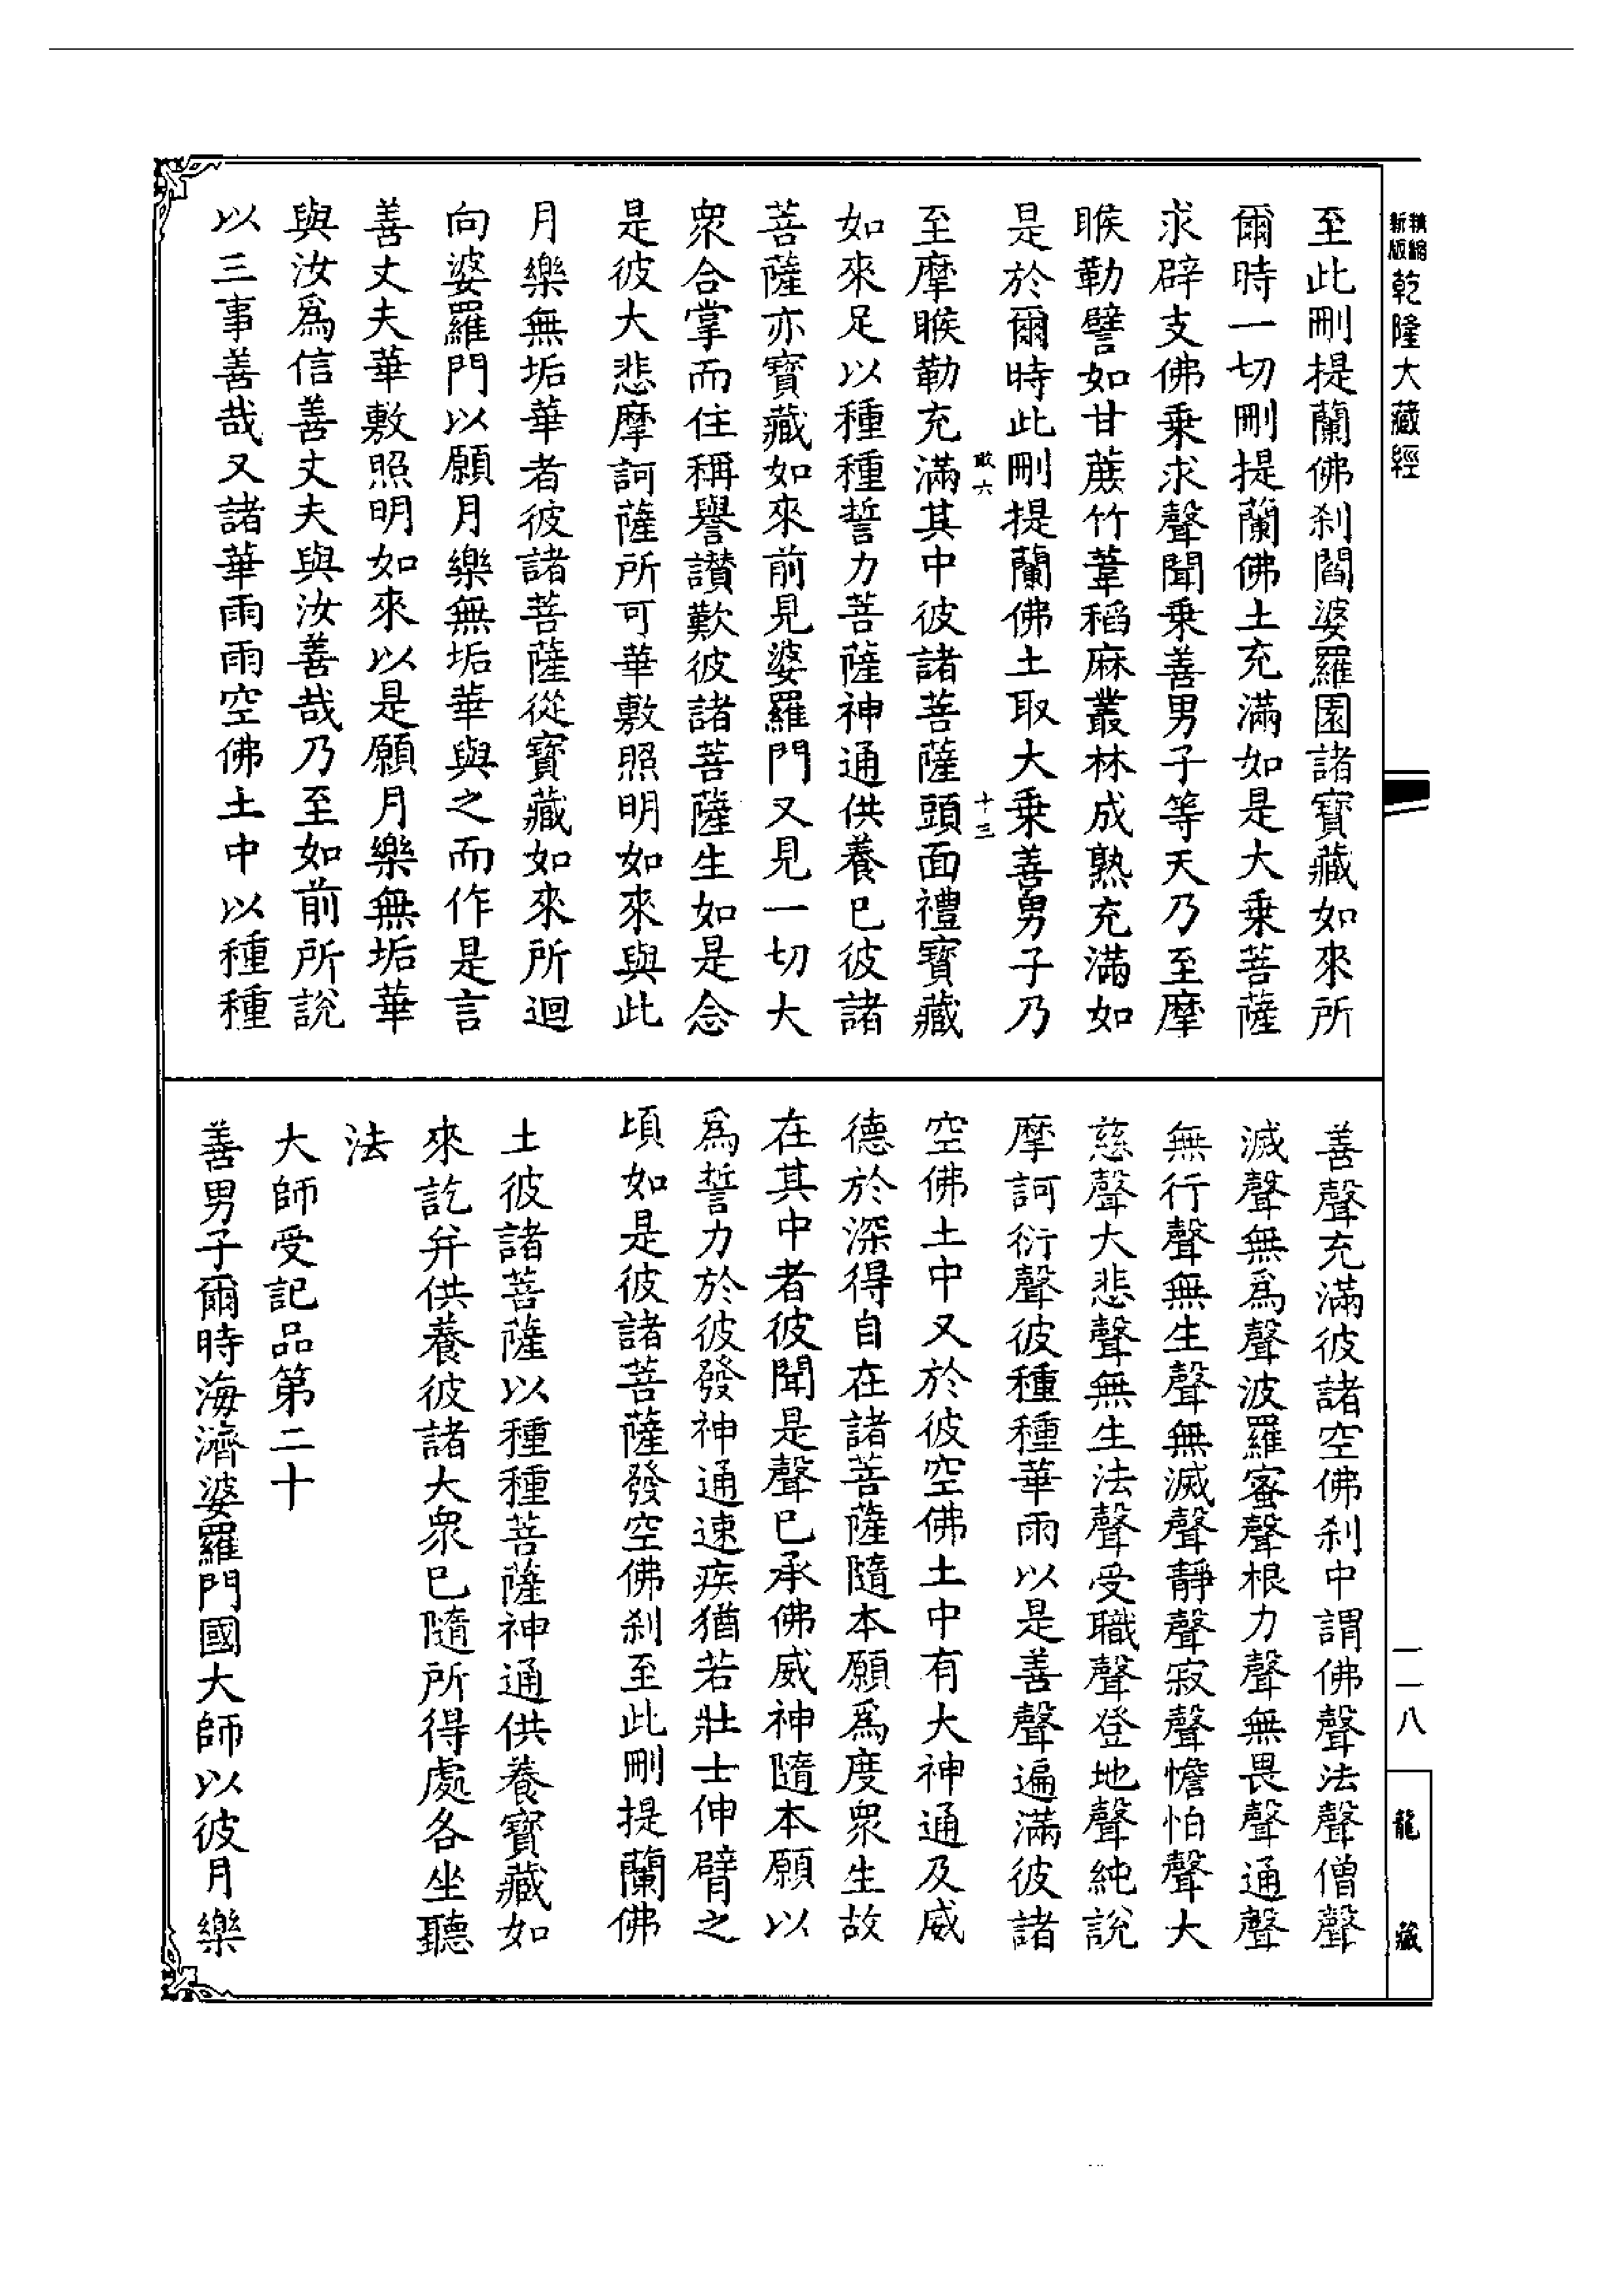 精縮
新版
乾隆大藏經
至此刪提蘭佛刹閻婆羅園諸寶藏如來所
爾時一切刪提蘭佛土充滿如是大乘菩薩
求辟支佛乘求聲聞乘善男子等天乃至摩
睺勒譬如甘蔗竹葦稻麻叢林成熟充滿如
是於爾時此刪提蘭佛土取大乘善男子乃
敢六
十三
至摩睺勒充滿其中彼諸菩薩頭面禮寶藏
如來足以種種誓力菩薩神通供養已彼諸
菩薩亦寶藏如來前見婆羅門又見一切大
衆合掌而住稱譽讃歎彼諸菩薩生如是念
是彼大悲摩訶薩所可華敷照明如來與此
月樂無垢華者彼諸菩薩從寶藏如來所迴
向婆羅門以願月樂無垢華與之而作是言
善丈夫華敷照明如來以是願月樂無垢華
與汝爲信善丈夫與汝善哉乃至如前所説
以三事善哉又諸華雨雨空佛土中以種種
善聲充滿彼諸空佛刹中謂佛聲法聲僧聲
滅聲無爲聲波羅蜜聲根力聲無畏聲通聲
無行聲無生聲無滅聲靜聲寂聲憺怕聲大
慈聲大悲聲無生法聲受職聲登地聲純説
摩訶衍聲彼種種華雨以是善聲遍滿彼諸
空佛土中又於彼空佛土中有大神通及威
德於深得自在諸菩薩隨本願爲度衆生故
在其中者彼聞是聲已承佛威神隨本願以
爲誓力於彼發神通速疾猶若壯士伸臂之
頃如是彼諸菩薩發空佛刹至此刪提蘭佛
土彼諸菩薩以種種菩薩神通供養寶藏如
來訖并供養彼諸大衆已隨所得處各坐聽
法
大師受記品第二十
善男子爾時海濟婆羅門國大師以彼月樂
一一八
龍藏